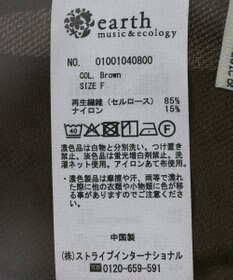 earth
music&ecology
NO. 01001040800
COL. Brown
SIZE F
再生繊維(セルロース) 85%
ナイロン 15%
40
F
・濃色品は白物と分別洗い。つけ置き
禁止。淡色品は蛍光増白剤禁止。洗
濯ネット使用。アイロンあて布使用。
・濃色製品は摩擦や汗、雨等で濡れ
た際に他の衣類や小物類に色が移
る事がありますのでご注意ください。
中国製
(株)ストライプインターナショナル
0120-659-591